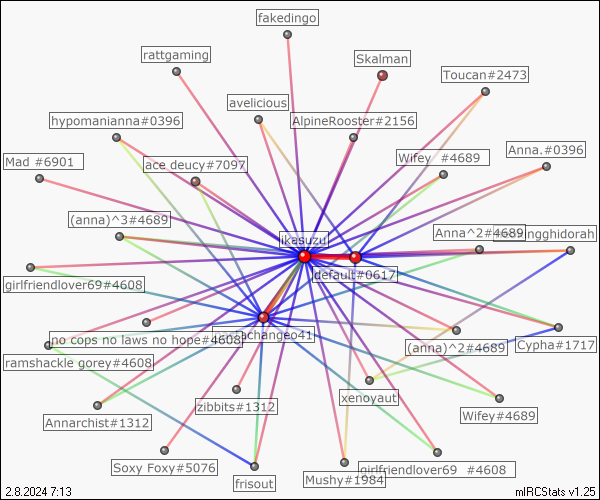 fakedingo
rattgaming
Skalman
Toucan#2473
avelicious
hypomanianna#0396
AlpineRooster#2156
Anna.#0396
Mad #6901
ace deucy#7097
Wifey #4689
(anna)^3#4689
ikasuzu
Anna^2#4689
gghidorah
default#0617
girlfriendlover69#4608
changeo41
no cops no laws no hope#4608
(anna)^2#4689
Cypha#1717
ramshackle gorey#4608
xenoyaut
zibbits#1312
Wifey#4689
Annarchist#1312
Soxy Foxy#5076
girlfriendlover69 #4608
Mushy#1984
frisout
2.8.2024 7:13
mIRCStats v1.25